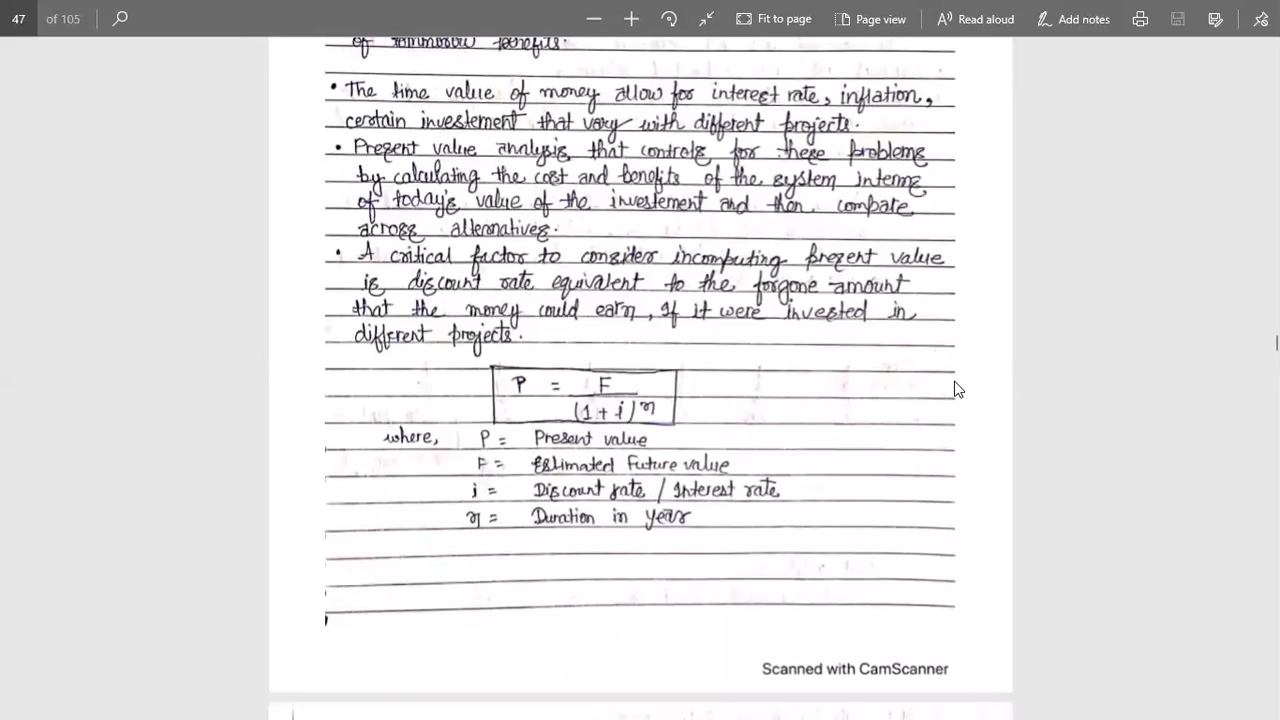 47 of 105 Fit to page Page view Read aloud Add notes
of tommorow benefits.
• The time value of money allow for interest rate, inflation,
certain investement that vary with different projects.
• Present value analysis that controls for these problems
by calculating the cost and benefits of the system interms
of today's value of the investement and then compare
across alternatives.
• A critical factor to consider incomputing present value
is discount rate equivalent to the forgone amount
that the money could earn, If it were invested in
different projects.
P = F
(1 + i)^n
where, P = Present value
F = Estimated Future value
i = Discount rate / Interest rate
n = Duration in year
Scanned with CamScanner